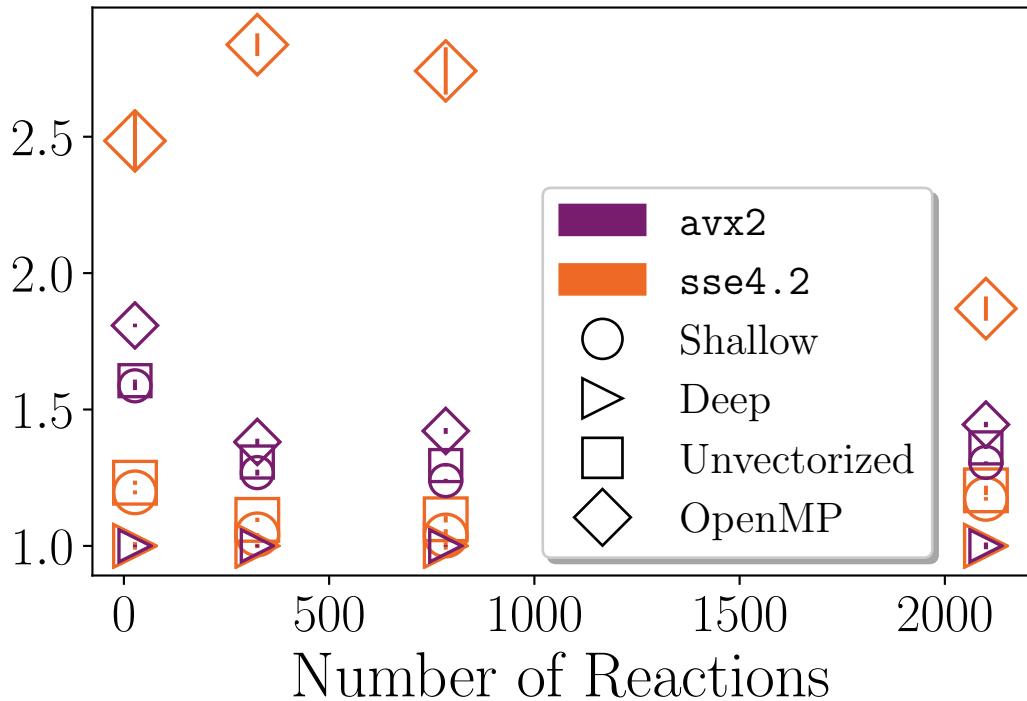 2.5
2.0
1.5
1.0
avx2
sse4.2
Shallow
Deep
Unvectorized
OpenMP
0 500 1000 1500 2000
Number of Reactions